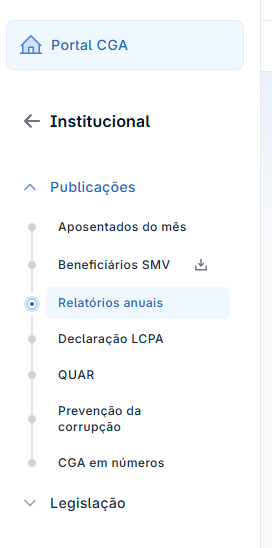 Portal CGA
Institucional
Publicações
Aposentados do mês
Beneficiários SMV
Relatórios anuais
Declaração LCPA
QUAR
Prevenção da
corrupção
CGA em números
Legislação